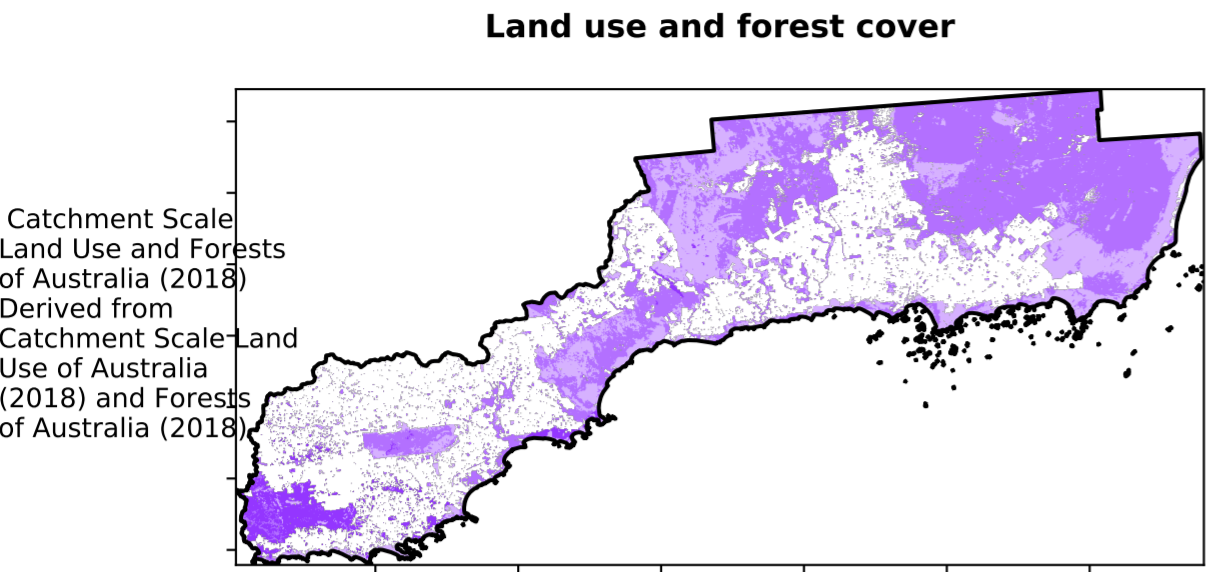 Land use and forest cover
Catchment Scale
Land Use and Forests
of Australia (2018)
Derived from
Catchment Scale Land
Use of Australia
(2018) and Forests
of Australia (2018)